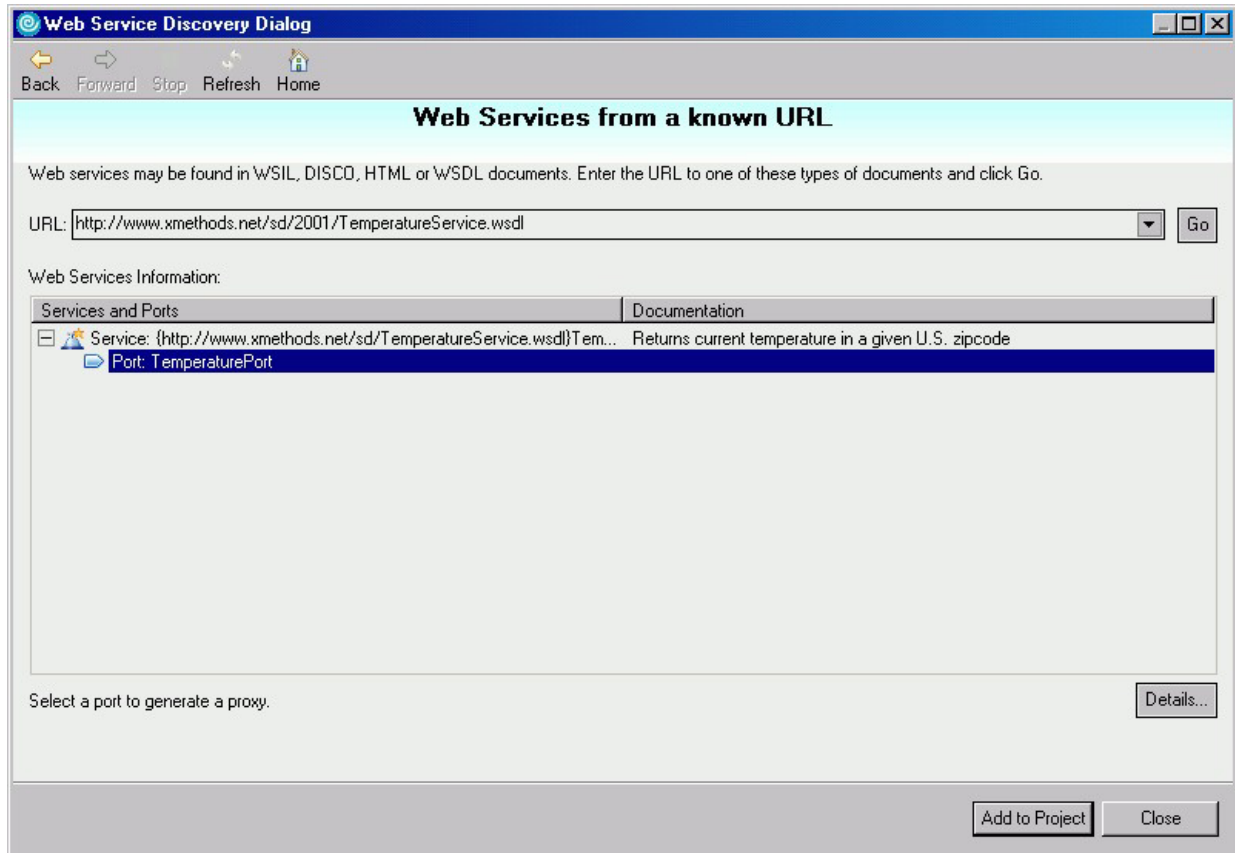 Web Service Discovery Dialog
Back Forward Stop Refresh Home
Web Services from a known URL
Web services may be found in WSIL, DISCO, HTML or WSDL documents. Enter the URL to one of these types of documents and click Go.
URL: http://www.xmethods.net/sd/2001/TemperatureService.wsdl Go
Web Services Information:
Services and Ports Documentation
Service: {http://www.xmethods.net/sd/TemperatureService.wsdl}Tem... Returns current temperature in a given U.S. zipcode
Port: TemperaturePort
Select a port to generate a proxy. Details...
Add to Project Close